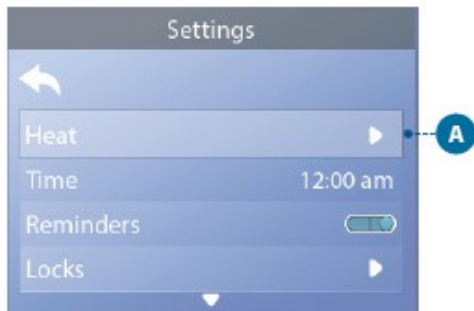 Settings
Heat
A
Time 12:00 am
Reminders
Locks